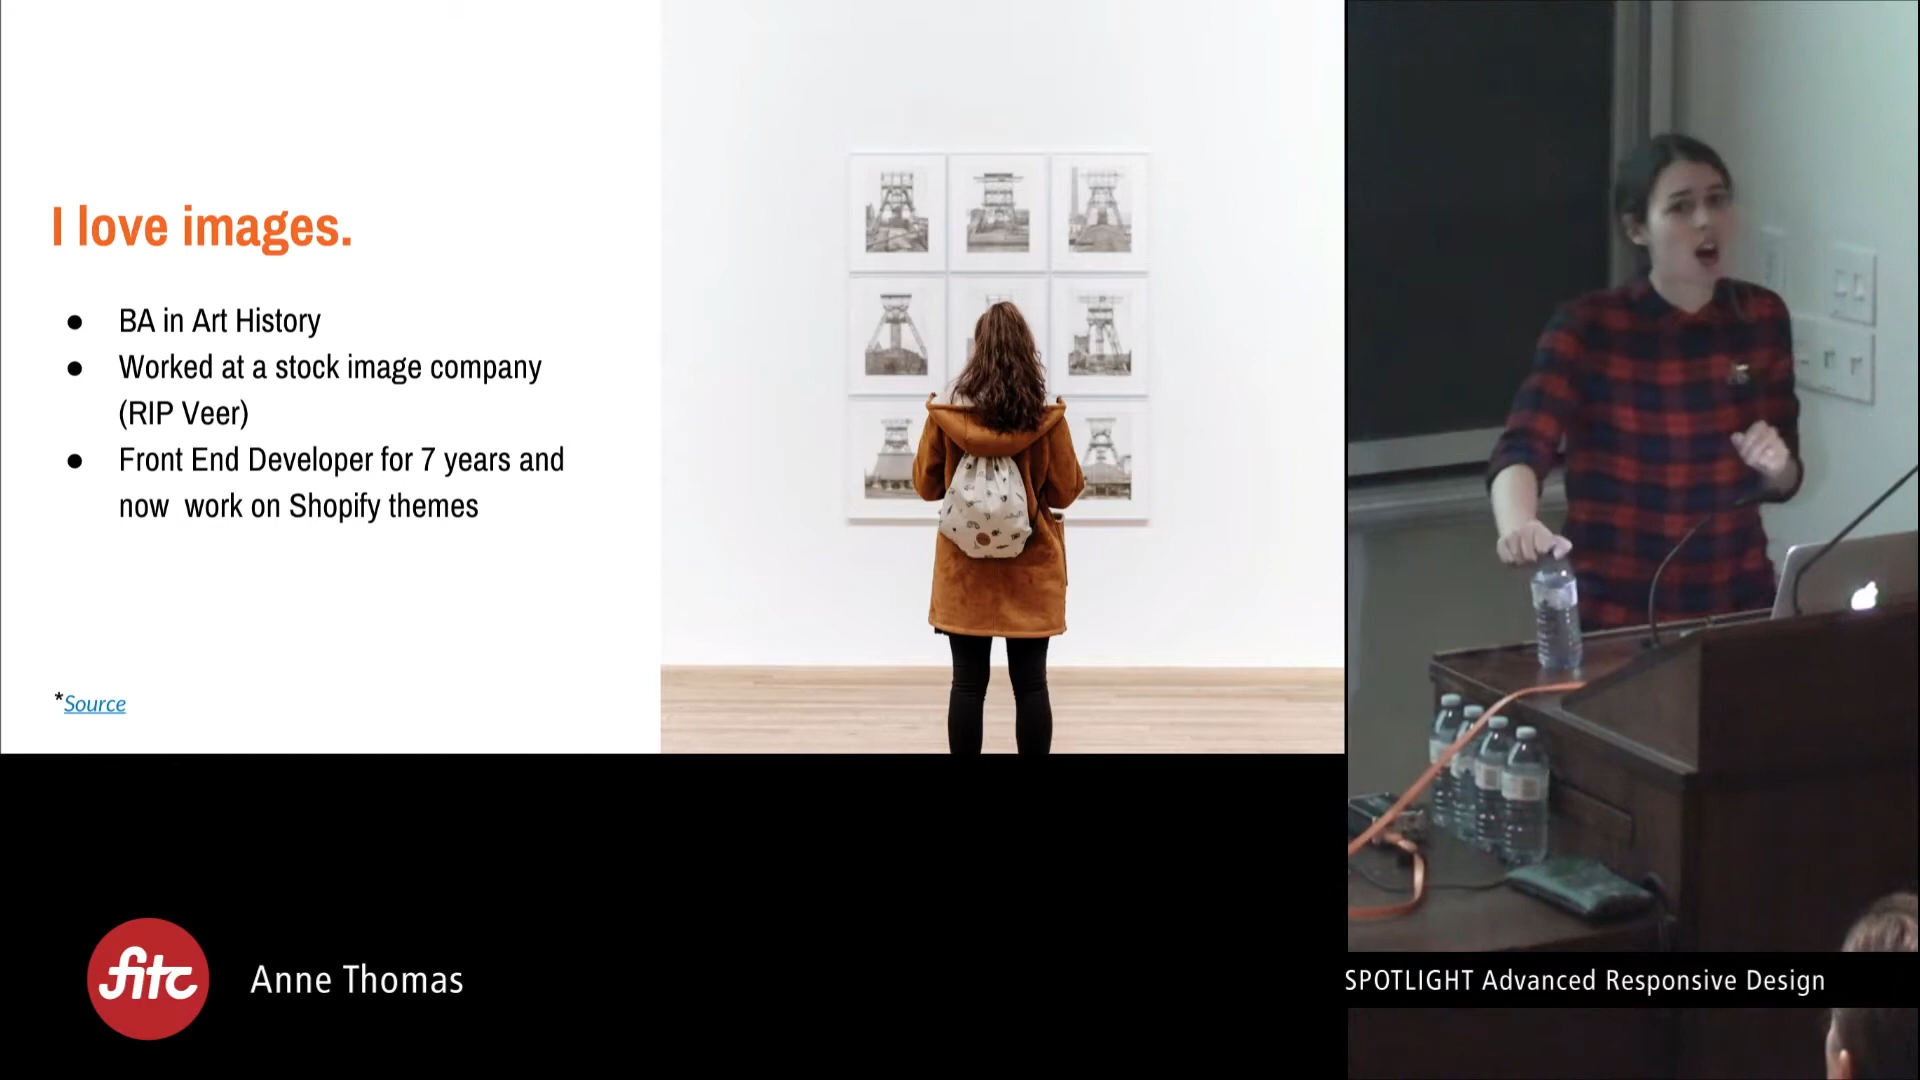 I love images.
● BA in Art History
● Worked at a stock image company
(RIP Veer)
● Front End Developer for 7 years and
now  work on Shopify themes
*Source
fitc
Anne Thomas
SPOTLIGHT Advanced Responsive Design